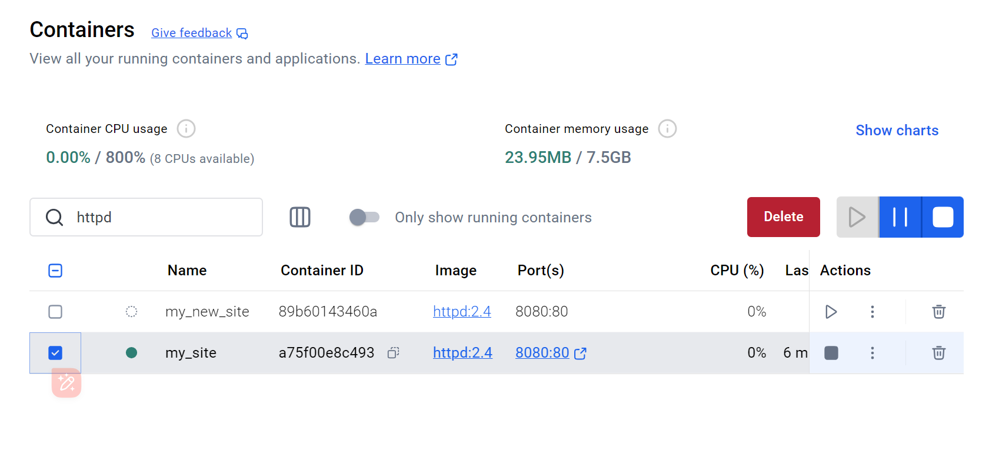 Containers Give feedback
View all your running containers and applications. Learn more
Container CPU usage Container memory usage Show charts
0.00% / 800% (8 CPUs available) 23.95MB / 7.5GB
httpd Only show running containers Delete
Name Container ID Image Port(s) CPU (%) Las Actions
my_new_site 89b60143460a httpd:2.4 8080:80 0%
my_site a75f00e8c493 httpd:2.4 8080:80 0% 6 m